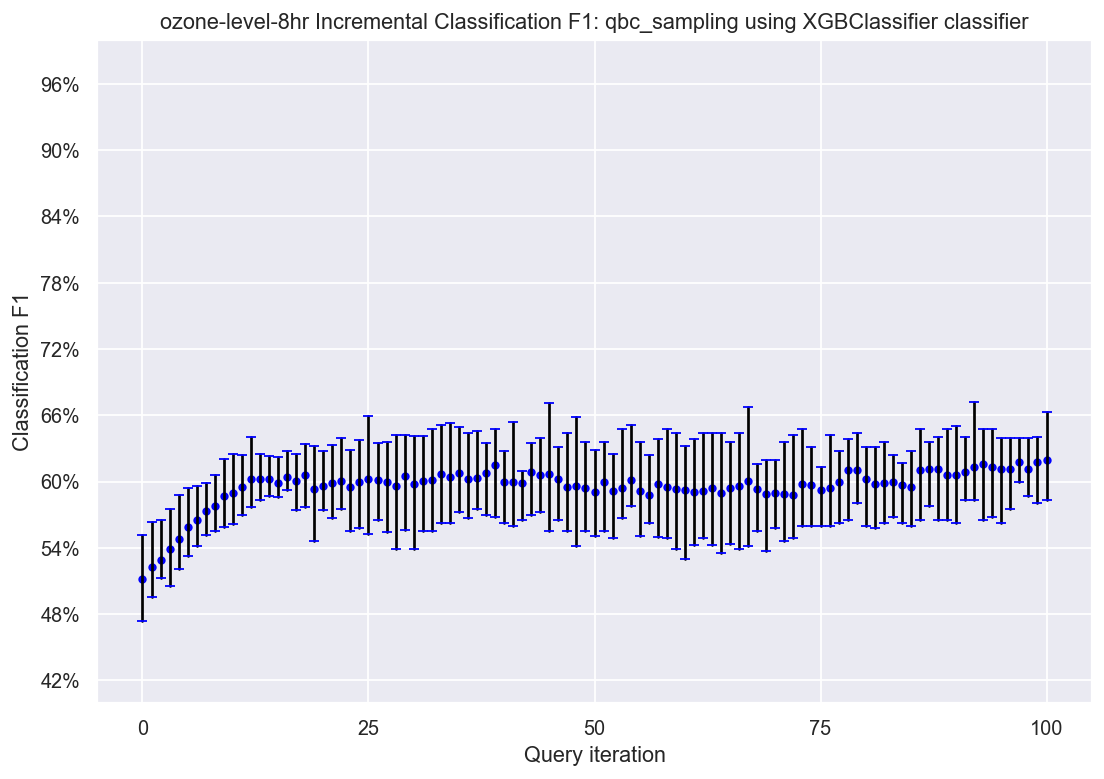 ozone-level-8hr Incremental Classification F1: qbc_sampling using XGBClassifier classifier
96%
90%
84%
78%
72%
66%
60%
54%
48%
42%
Classification F1
0 25 50 75 100
Query iteration